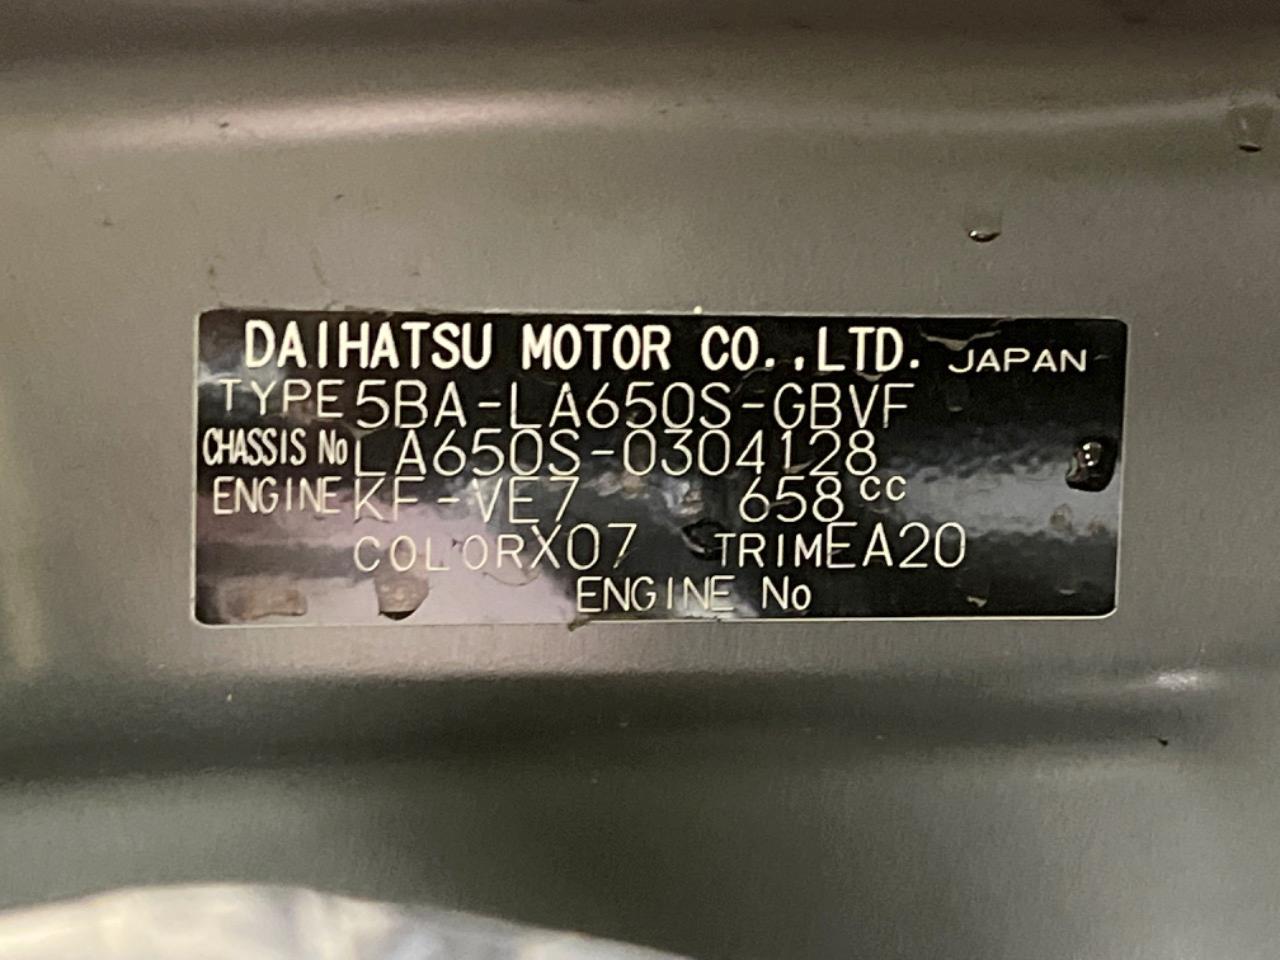 DAIHATSU MOTOR CO.,LTD. JAPAN
TYPE 5BA-LA650S-GBVF
CHASSIS No LA650S-0304128
ENGINE KF-VE7 658cc
COLOR X07 TRIM EA20
ENGINE No